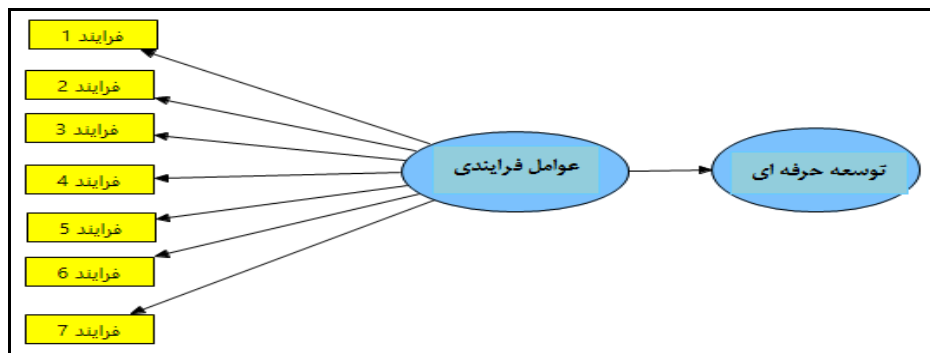 فرایند 1
فرایند 2
فرایند 3
فرایند 4
فرایند 5
فرایند 6
فرایند 7
عوامل فرایندی
توسعه حرفه ای